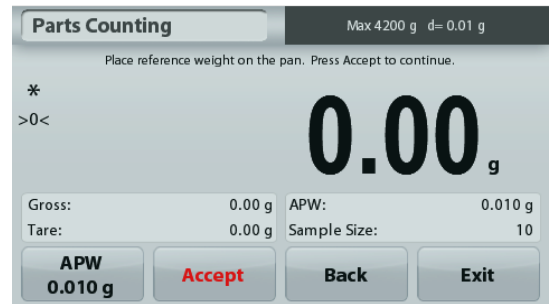 Parts Counting
Max 4200 g d= 0.01 g
Place reference weight on the pan. Press Accept to continue.
*
>0<
0.00 g
Gross: 0.00 g APW: 0.010 g
Tare: 0.00 g Sample Size: 10
APW
0.010 g
Accept Back Exit